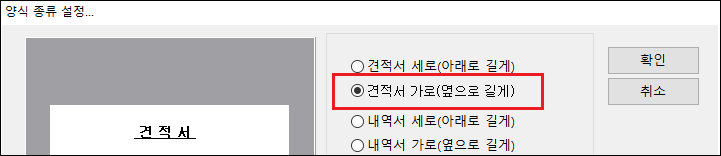 양식 종류 설정...
견적서 세로(아래로 길게)
견적서 가로(옆으로 길게)
내역서 세로(아래로 길게)
내역서 가로(옆으로 길게)
확인
취소
견 적 서